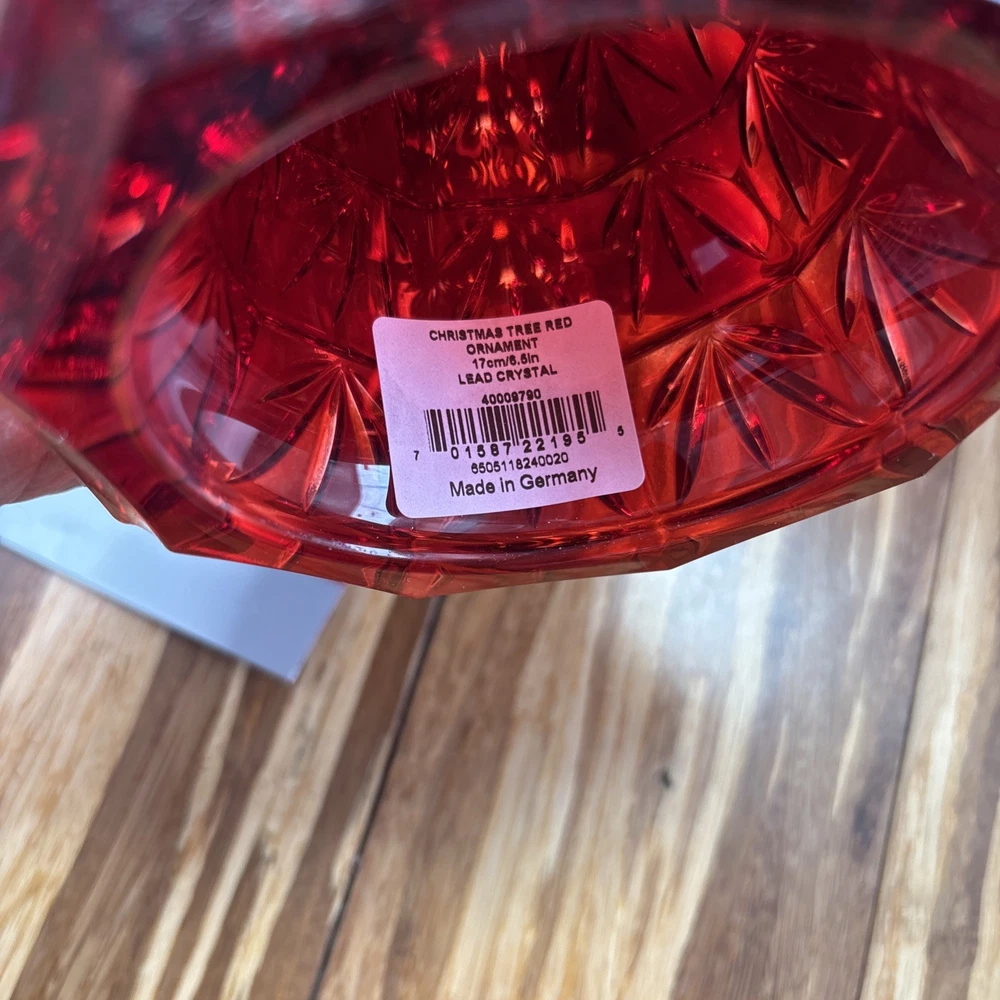 CHRISTMAS TREE RED
ORNAMENT
17cm/6.5in
LEAD CRYSTAL
40009790
7 01587 22195 5
6505118240020
Made in Germany